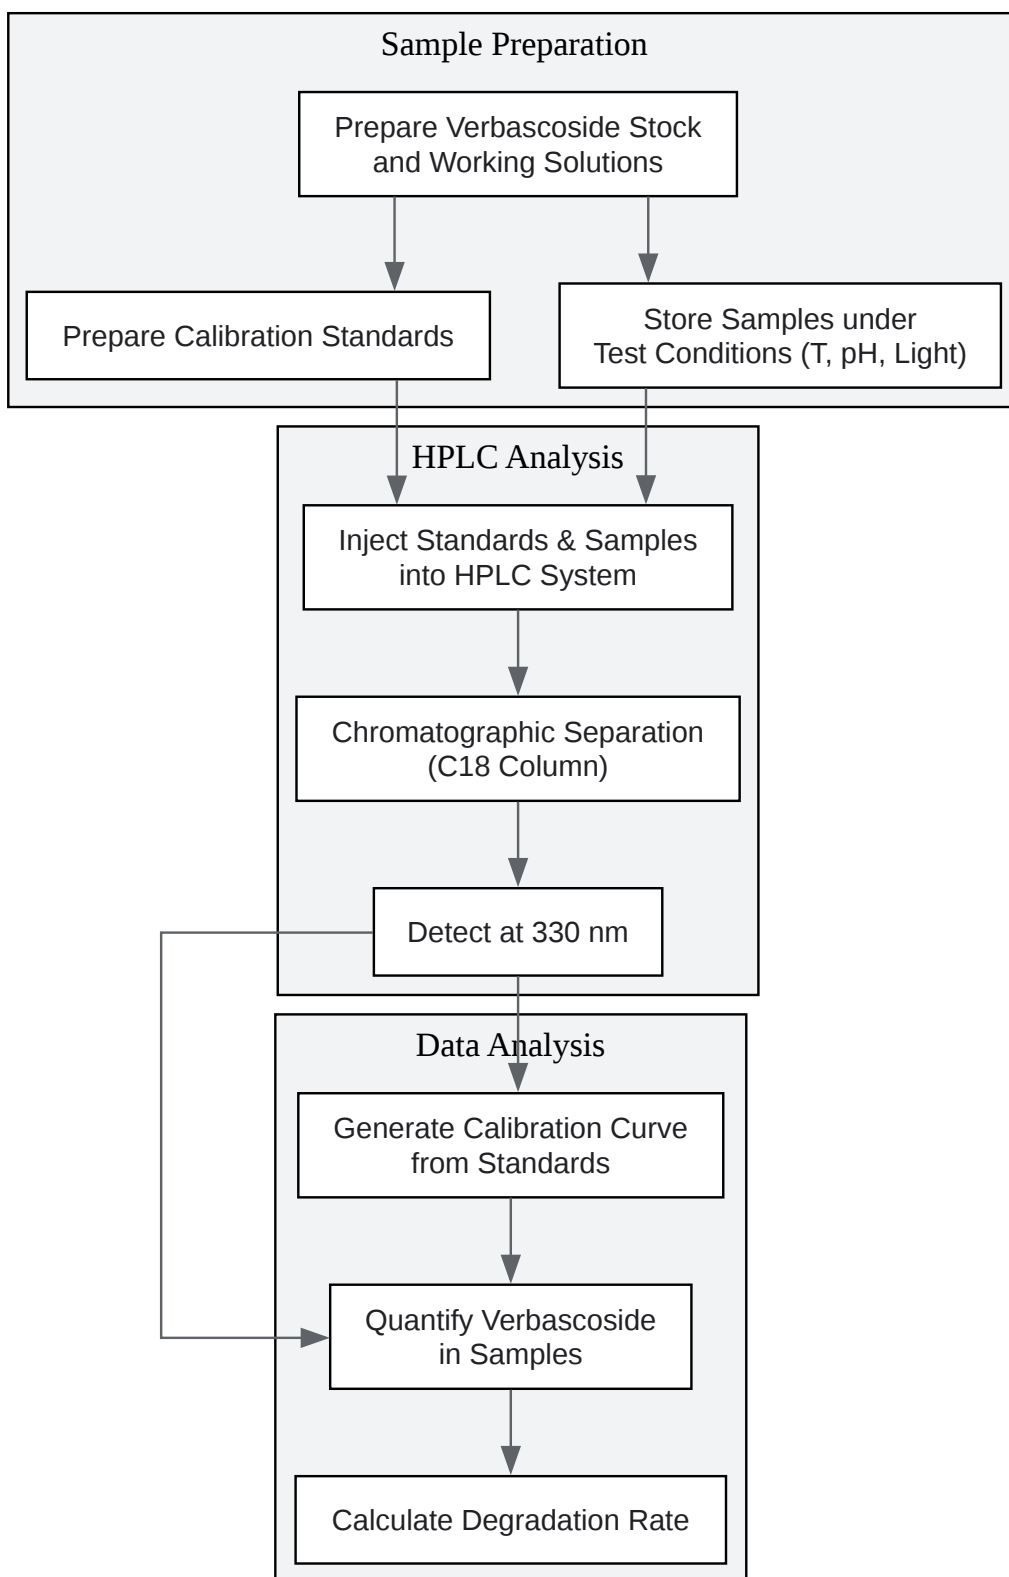 Sample Preparation
Prepare Verbascoside Stock
and Working Solutions
Prepare Calibration Standards
Store Samples under
Test Conditions (T, pH, Light)
HPLC Analysis
Inject Standards & Samples
into HPLC System
Chromatographic Separation
(C18 Column)
Detect at 330 nm
Data Analysis
Generate Calibration Curve
from Standards
Quantify Verbascoside
in Samples
Calculate Degradation Rate